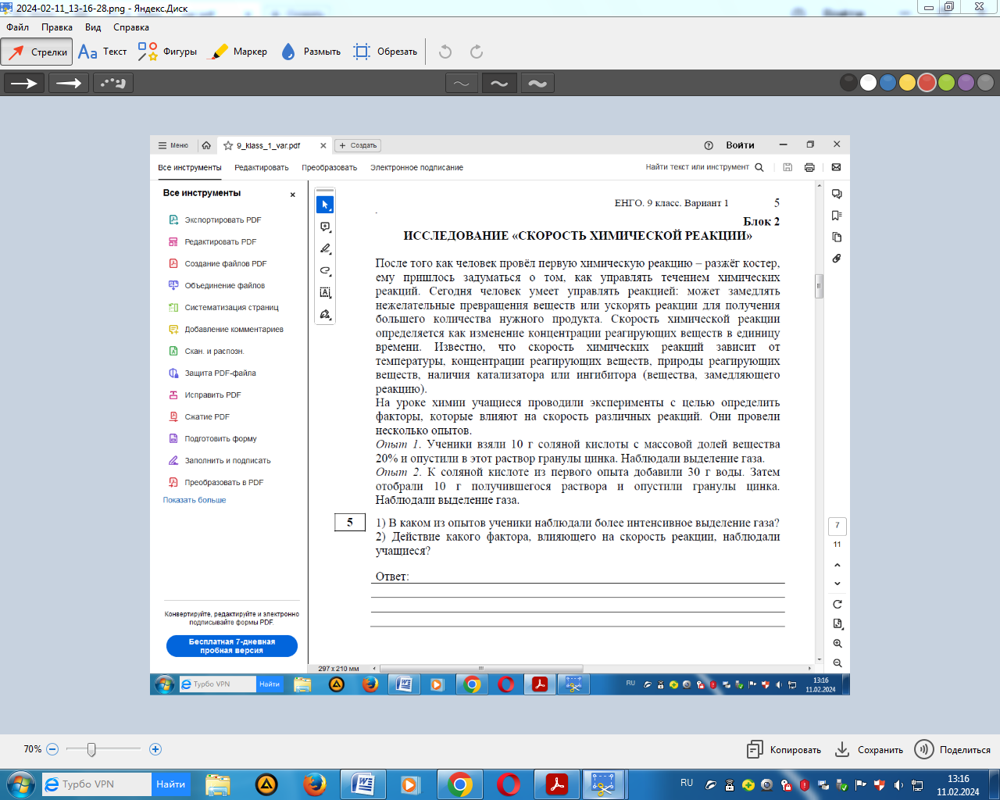 2024-02-11_13-16-28.png - Яндекс.Диск
Файл Правка Вид Справка
Стрелки Текст Фигуры Маркер Размыть Обрезать
Меню 9_klass_1_var.pdf + Создать Войти
Все инструменты Редактировать Преобразовать Электронное подписание Найти текст или инструмент
Все инструменты
Экспортировать PDF
Редактировать PDF
Создание файлов PDF
Объединение файлов
Систематизация страниц
Добавление комментариев
Скан. и распозн.
Защита PDF-файла
Исправить PDF
Сжатие PDF
Подготовить форму
Заполнить и подписать
Преобразовать в PDF
Показать больше
Конвертируйте, редактируйте и электронно
подписывайте формы PDF.
Бесплатная 7-дневная
пробная версия
ЕНГО. 9 класс. Вариант 1 5
Блок 2
ИССЛЕДОВАНИЕ «СКОРОСТЬ ХИМИЧЕСКОЙ РЕАКЦИИ»
После того как человек провёл первую химическую реакцию – разжёг костер,
ему пришлось задуматься о том, как управлять течением химических
реакций. Сегодня человек умеет управлять реакцией: может замедлять
нежелательные превращения веществ или ускорять реакции для получения
большего количества нужного продукта. Скорость химической реакции
определяется как изменение концентрации реагирующих веществ в единицу
времени. Известно, что скорость химических реакций зависит от
температуры, концентрации реагирующих веществ, природы реагирующих
веществ, наличия катализатора или ингибитора (вещества, замедляющего
реакцию).
На уроке химии учащиеся проводили эксперименты с целью определить
факторы, которые влияют на скорость различных реакций. Они провели
несколько опытов.
Опыт 1. Ученики взяли 10 г соляной кислоты с массовой долей вещества
20% и опустили в этот раствор гранулы цинка. Наблюдали выделение газа.
Опыт 2. К соляной кислоте из первого опыта добавили 30 г воды. Затем
отобрали 10 г получившегося раствора и опустили гранулы цинка.
Наблюдали выделение газа.
5 1) В каком из опытов ученики наблюдали более интенсивное выделение газа?
2) Действие какого фактора, влияющего на скорость реакции, наблюдали
учащиеся?
Ответ:
7
11
297 x 210 мм
Турбо VPN Найти RU 13:16
11.02.2024
70% Копировать Сохранить Поделиться
Турбо VPN Найти RU 13:16
11.02.2024